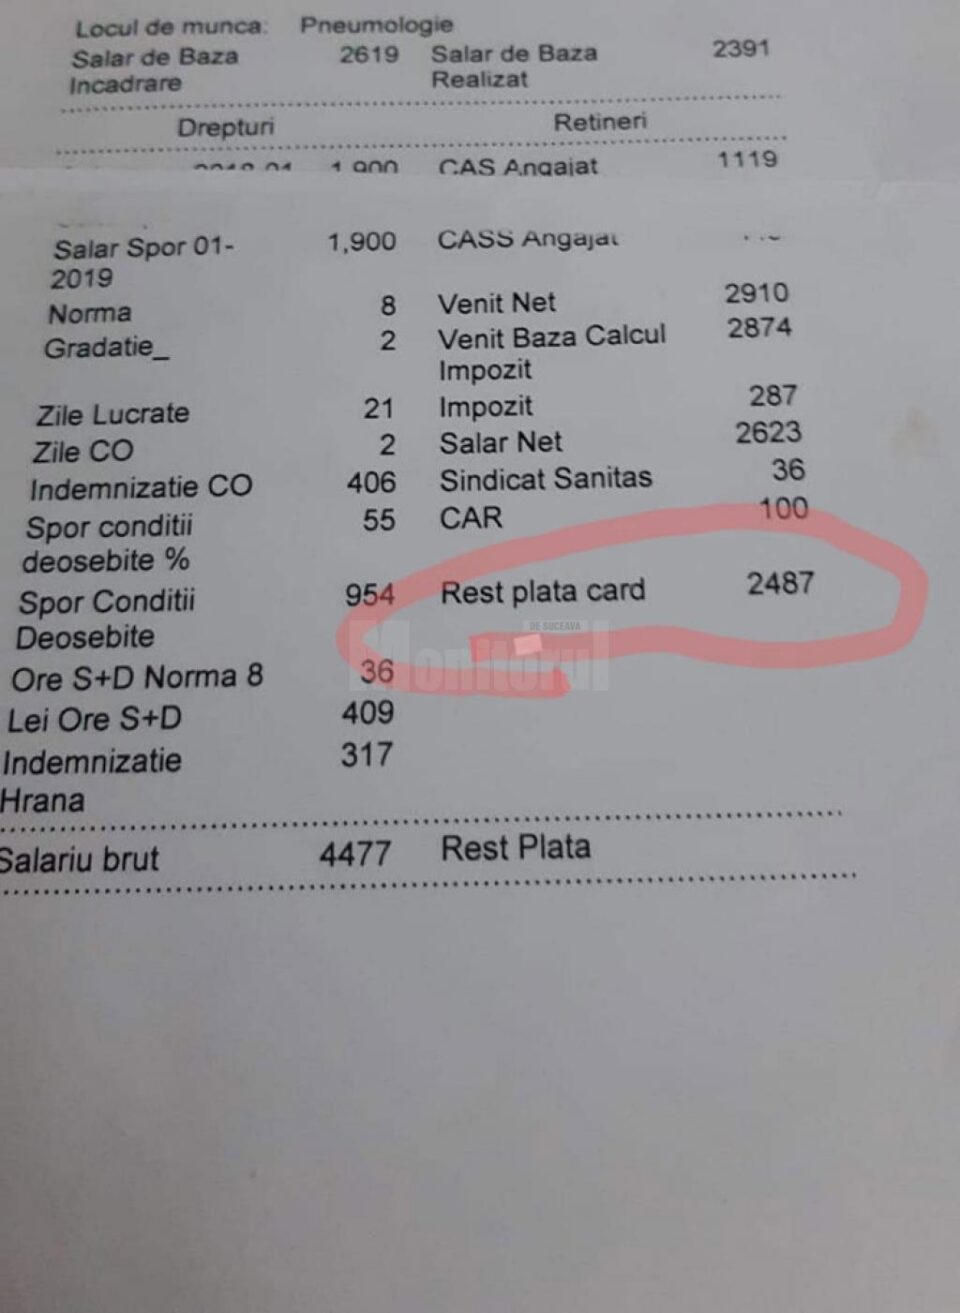 Locul de munca: Pneumologie
Salar de Baza Incadrare 2619 Salar de Baza Realizat 2391
Drepturi Retineri
1,900 CAS Angajat 1119
Salar Spor 01-2019 1,900 CASS Angajat
Norma 8 Venit Net 2910
Gradatie_ 2 Venit Baza Calcul Impozit 2874
Zile Lucrate 21 Impozit 287
Zile CO 2 Salar Net 2623
Indemnizatie CO 406 Sindicat Sanitas 36
Spor conditii deosebite % 55 CAR 100
Spor Conditii Deosebite 954 Rest plata card 2487
DE SUCEAVA
Monitorul
Ore S+D Norma 8 36
Lei Ore S+D 409
Indemnizatie Hrana 317
Salariu brut 4477 Rest Plata